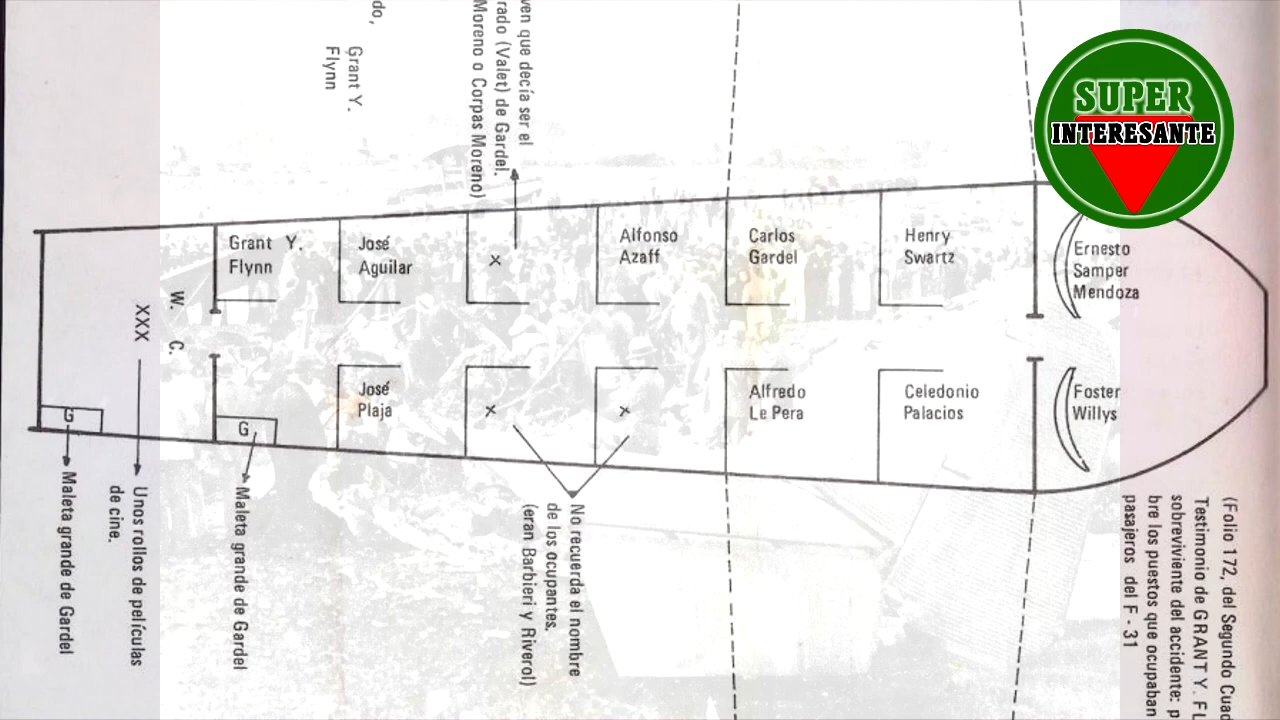 SUPER
INTERESANTE
do,
Grant Y.
Flynn
ven que decía ser el
rado (Valet) de Gardel.
Moreno o Corpas Moreno)
Grant Y.
Flynn
José
Aguilar
x
Alfonso
Azaff
Carlos
Gardel
Henry
Swartz
Ernesto
Samper
Mendoza
W. C.
XXX
José
Plaja
x
x
Alfredo
Le Pera
Celedonio
Palacios
Foster
Willys
G
G
Maleta grande de Gardel
Unos rollos de películas
de cine.
Maleta grande de Gardel
No recuerda el nombre
de los ocupantes.
(eran Barbieri y Riverol)
(Folio 172, del Segundo Cuad
Testimonio de GRANT Y. FL
sobreviviente del accidente: p
bre los puestos que ocupaban
pasajeros del F - 31